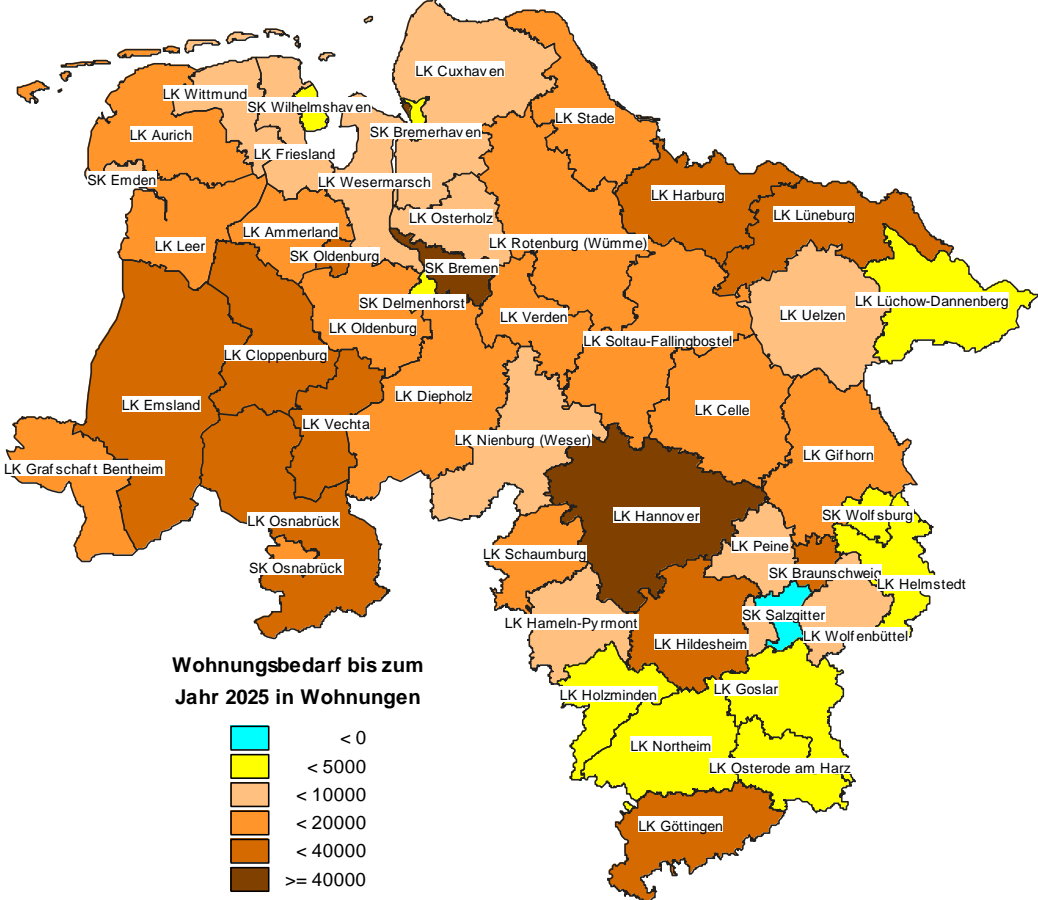 LK Cuxhaven
LK Wittmund
SK Wilhelmshaven
LK Stade
LK Aurich
SK Bremerhaven
LK Friesland
SK Emden
LK Wesermarsch
LK Harburg
LK Osterholz
LK Lüneburg
LK Leer
LK Ammerland
LK Rotenburg (Wümme)
SK Oldenburg
SK Bremen
SK Delmenhorst
LK Lüchow-Dannenberg
LK Uelzen
LK Oldenburg
LK Verden
LK Soltau-Fallingbostel
LK Cloppenburg
LK Diepholz
LK Emsland
LK Celle
LK Vechta
LK Nienburg (Weser)
LK Gifhorn
LK Grafschaft Bentheim
LK Hannover
SK Wolfsburg
LK Osnabrück
LK Peine
LK Schaumburg
SK Osnabrück
SK Braunschweig
LK Helmstedt
SK Salzgitter
LK Hameln-Pyrmont
LK Wolfenbüttel
LK Hildesheim
LK Goslar
LK Holzminden
LK Northeim
LK Osterode am Harz
LK Göttingen
Wohnungsbedarf bis zum
Jahr 2025 in Wohnungen
< 0
< 5000
< 10000
< 20000
< 40000
>= 40000